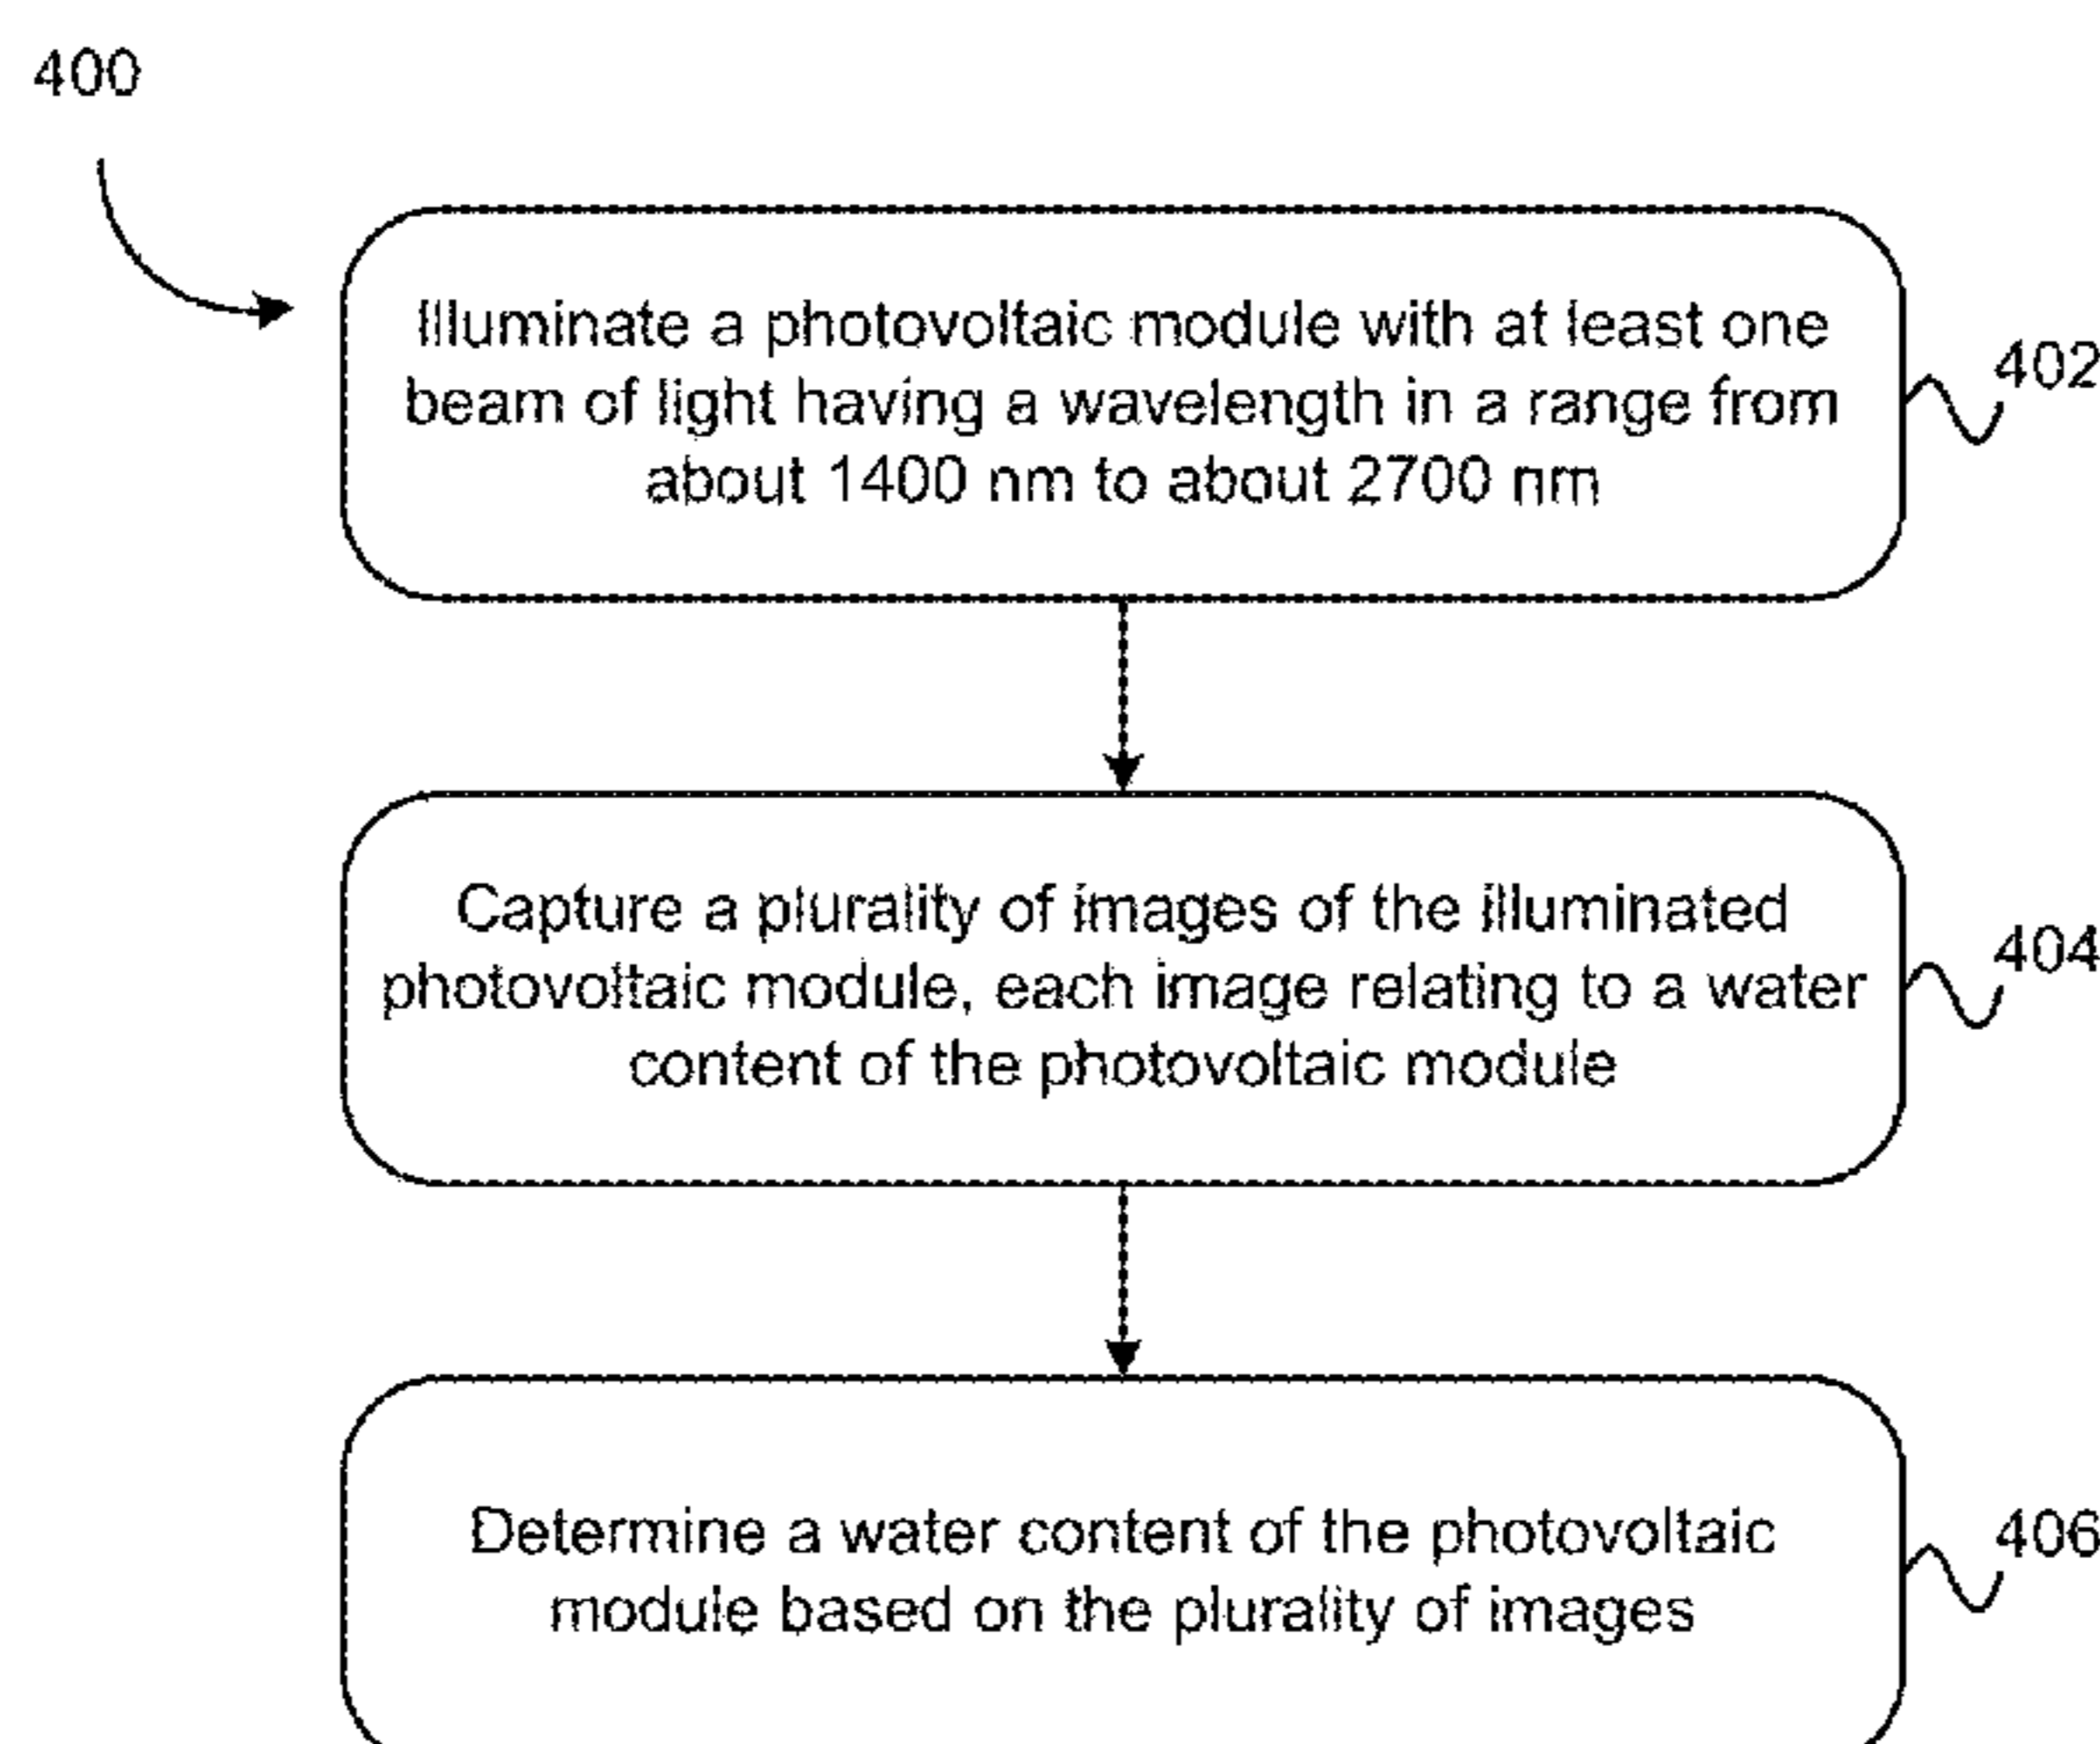 400
Illuminate a photovoltaic module with at least one
beam of light having a wavelength in a range from
about 1400 nm to about 2700 nm
402
Capture a plurality of images of the illuminated
photovoltaic module, each image relating to a water
content of the photovoltaic module
404
Determine a water content of the photovoltaic
module based on the plurality of images
406